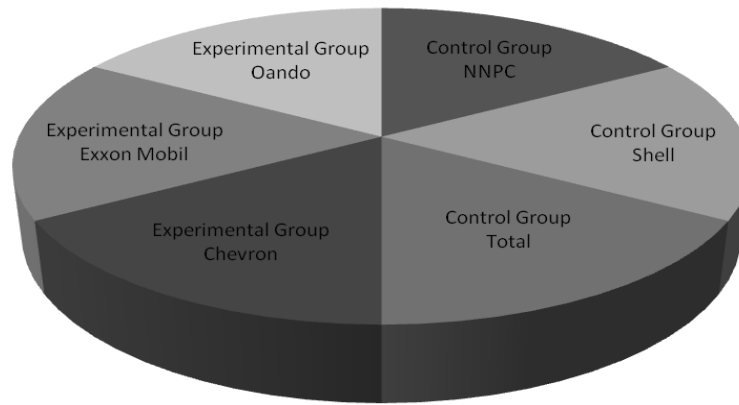 Experimental Group
Oando
Control Group
NNPC
Experimental Group
Exxon Mobil
Control Group
Shell
Experimental Group
Chevron
Control Group
Total